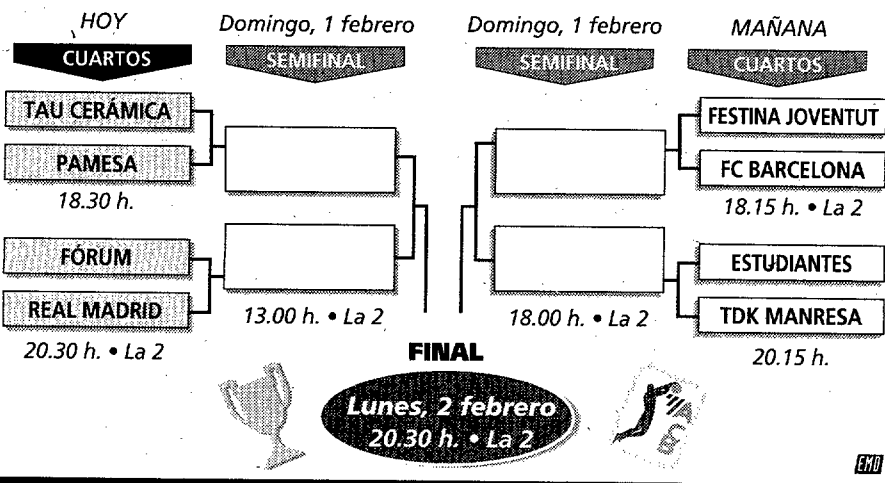 HOY
CUARTOS
TAU CERÁMICA
PAMESA
18.30 h.
FÓRUM
REAL MADRID
20.30 h. • La 2
Domingo, 1 febrero
SEMIFINAL
13.00 h. • La 2
Domingo, 1 febrero
SEMIFINAL
18.00 h. • La 2
MAÑANA
CUARTOS
FESTINA JOVENTUT
FC BARCELONA
18.15 h. • La 2
ESTUDIANTES
TDK MANRESA
20.15 h.
FINAL
Lunes, 2 febrero
20.30 h. • La 2
ACB
EMD